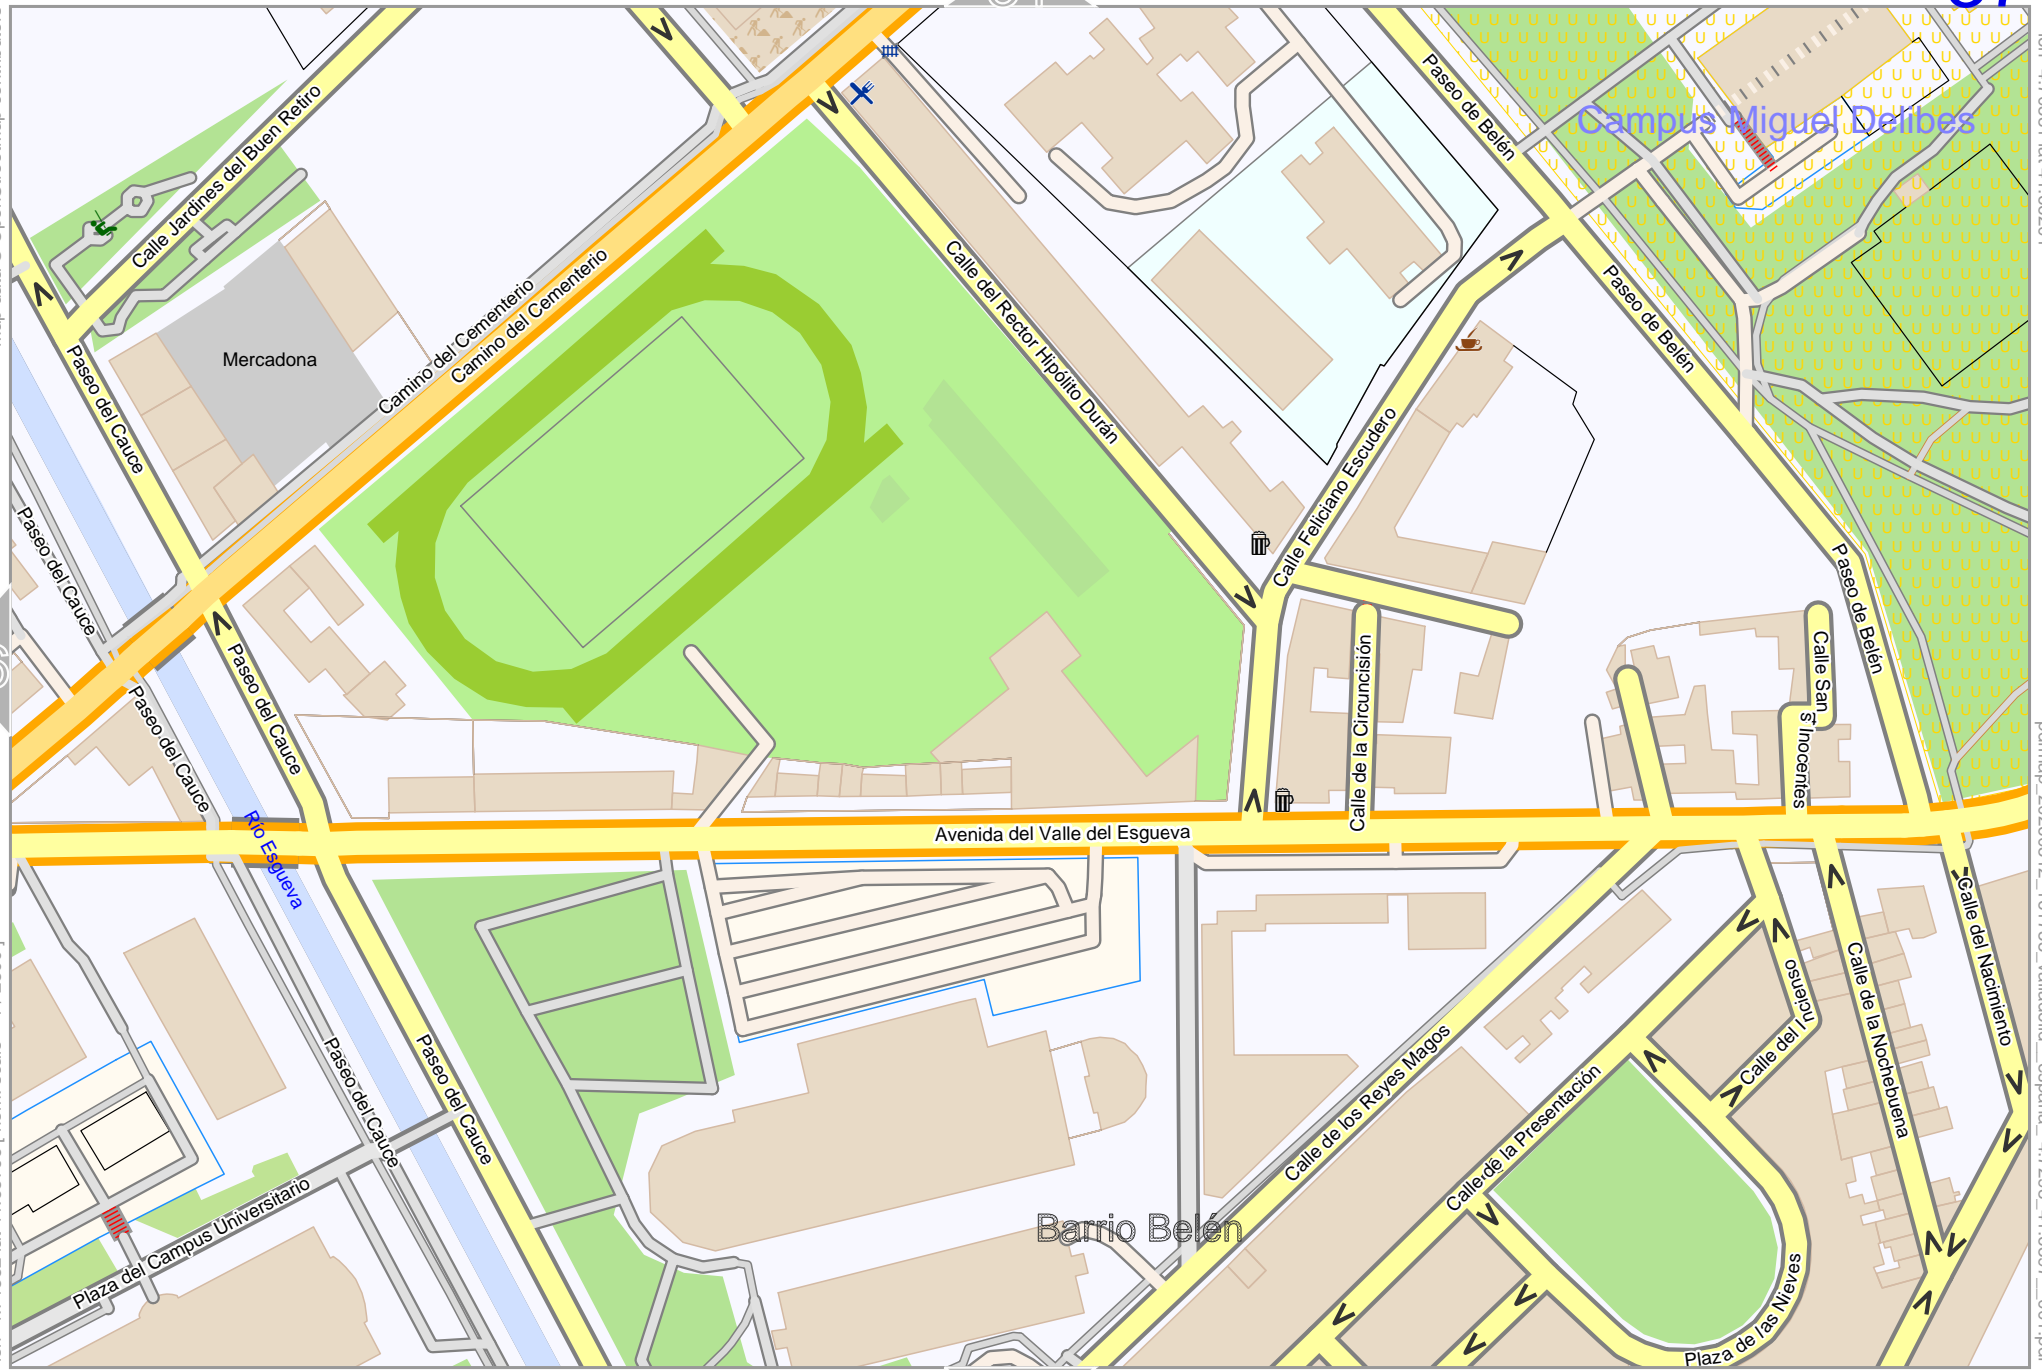 Campus Miguel Delibes
Paseo de Belén
Calle Jardines del Buen Retiro
Camino del Cementerio
Camino del Cementerio
Calle del Rector Hipólito Durán
Paseo de Belén
Mercadona
Paseo del Cauce
Calle Feliciano Escudero
Paseo del Cauce
Paseo de Belén
Paseo del Cauce
Paseo del Cauce
Calle de la Circuncisión
Calle San
s Inocentes
Avenida del Valle del Esgueva
Río Esgueva
Calle del Nacimiento
Calle de la Nochebuena
Calle del I
ncienso
Paseo del Cauce
Paseo del Cauce
Calle de los Reyes Magos
Calle de la Presentación
Plaza del Campus Universitario
Barrio Belén
Plaza de las Nieves